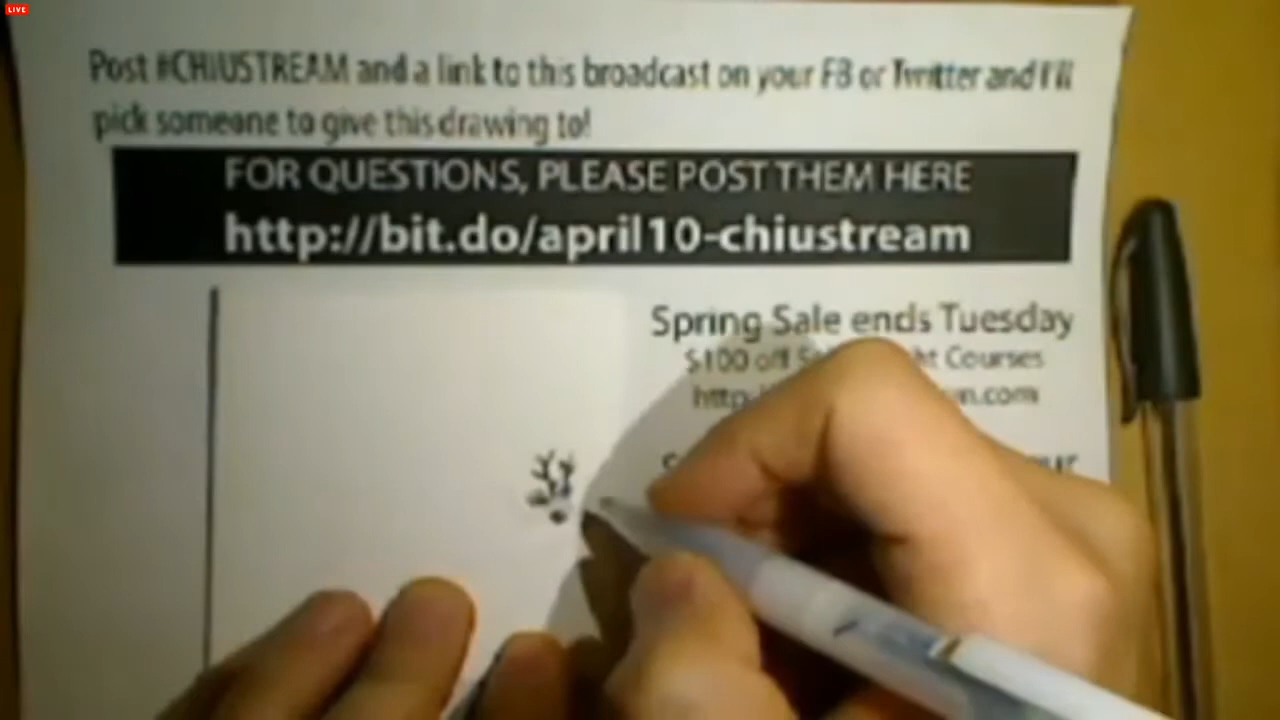 LIVE
Post #CHIUSTREAM and a link to this broadcast on your FB or Twitter and I'll
pick someone to give this drawing to!
FOR QUESTIONS, PLEASE POST THEM HERE
http://bit.do/april10-chiustream
Spring Sale ends Tuesday
$100 off Courses